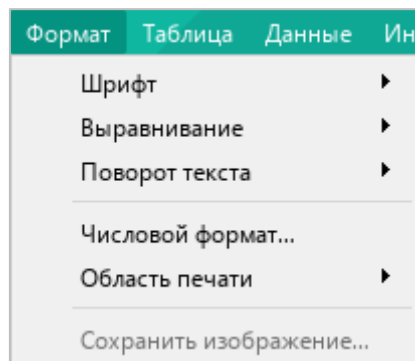 Формат Таблица Данные Ин
Шрифт
Выравнивание
Поворот текста
Числовой формат...
Область печати
Сохранить изображение...